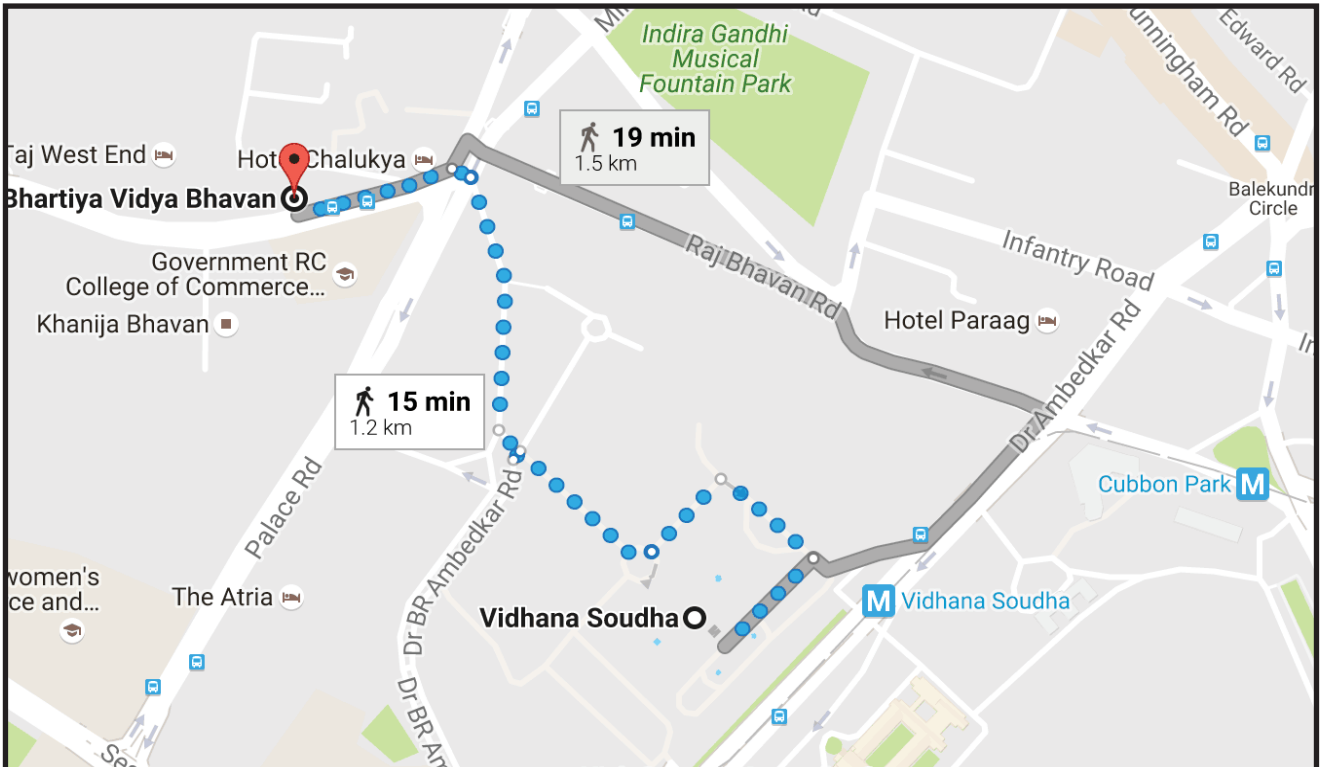 Indira Gandhi
Musical
Fountain Park
unningham Rd
Edward Rd
19 min
1.5 km
Taj West End
Hot Chalukya
Bhartiya Vidya Bhavan
Balekundr
Circle
Raj Bhavan Rd
Infantry Road
Government RC
College of Commerce...
Khanija Bhavan
Hotel Paraag
15 min
1.2 km
Dr Ambedkar Rd
Palace Rd
Cubbon Park
M
Dr BR Ambedkar Rd
women's
ce and...
The Atria
Vidhana Soudha
M
Vidhana Soudha
Dr BR Am